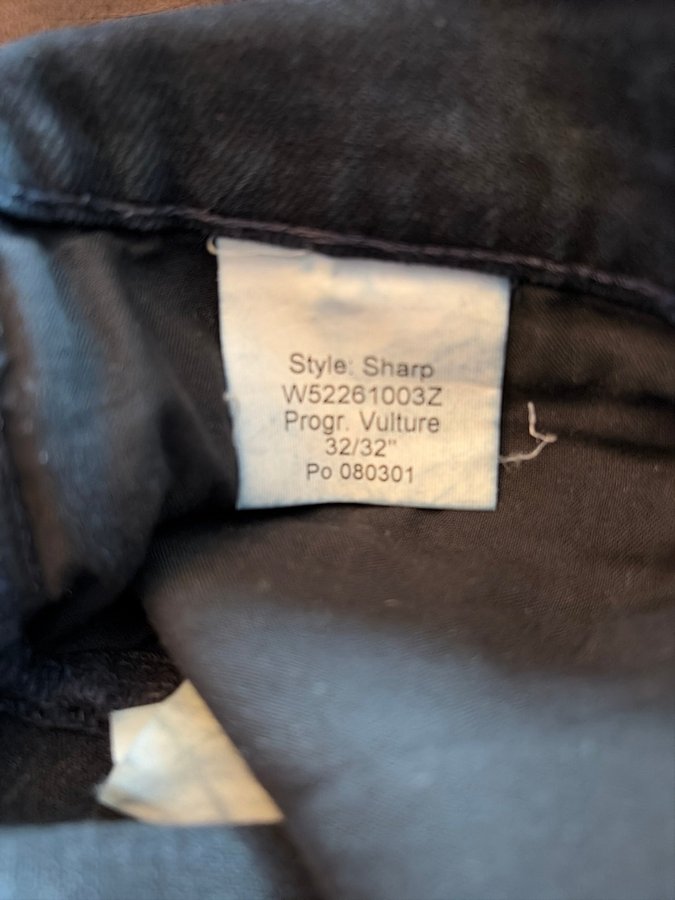 Style: Sharp
W52261003Z
Progr. Vulture
32/32"
Po 080301